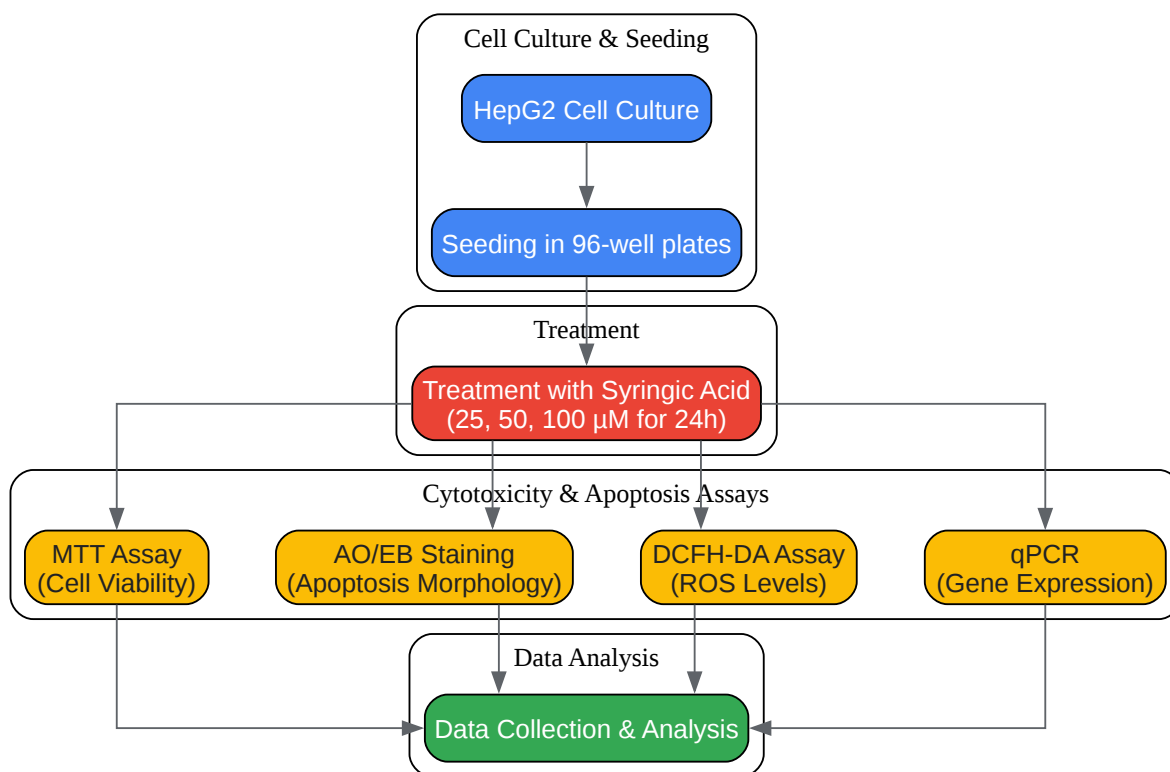 Cell Culture & Seeding
HepG2 Cell Culture
Seeding in 96-well plates
Treatment
Treatment with Syringic Acid
(25, 50, 100 µM for 24h)
Cytotoxicity & Apoptosis Assays
MTT Assay
(Cell Viability)
AO/EB Staining
(Apoptosis Morphology)
DCFH-DA Assay
(ROS Levels)
qPCR
(Gene Expression)
Data Analysis
Data Collection & Analysis